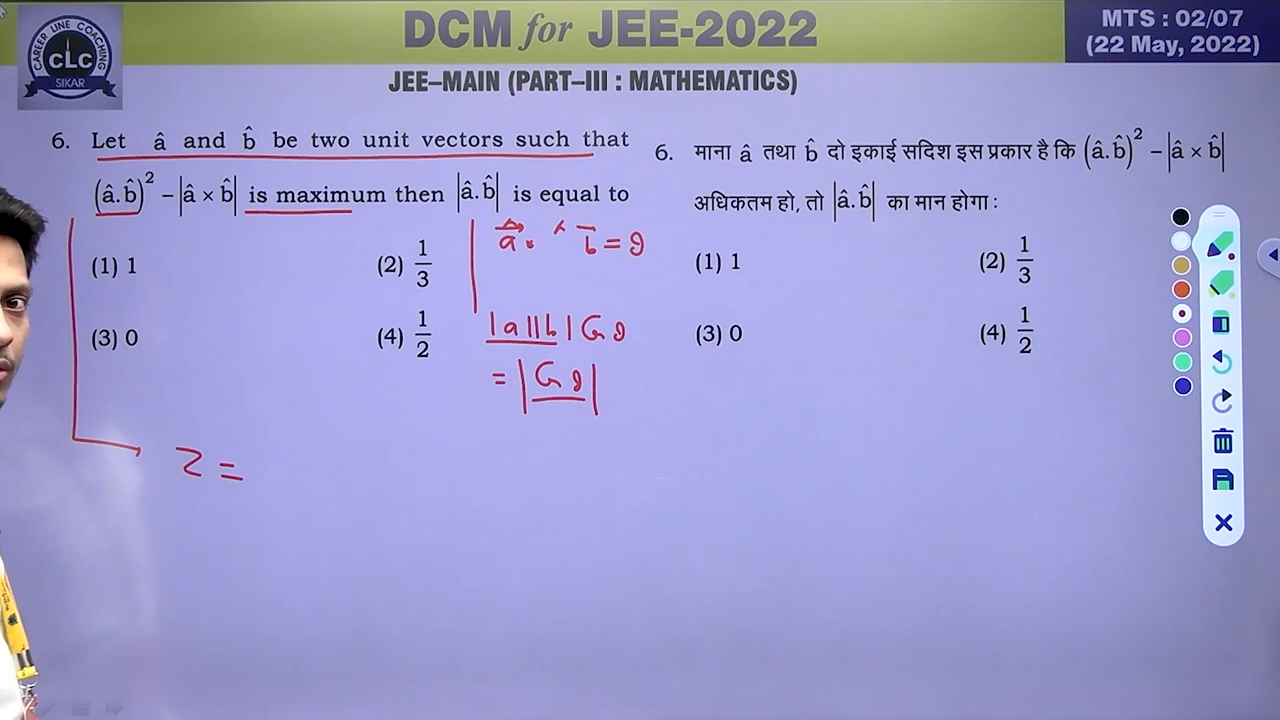 CAREER LINE COACHING
CLC
SIKAR
DCM for JEE-2022
MTS : 02/07
(22 May, 2022)
JEE–MAIN (PART–III : MATHEMATICS)
6. Let â and b̂ be two unit vectors such that
(â.b̂)² − |â × b̂| is maximum then |â.b̂| is equal to
(1) 1
(2) 1/3
(3) 0
(4) 1/2
6. माना â तथा b̂ दो इकाई सदिश इस प्रकार है कि (â.b̂)² − |â × b̂|
अधिकतम हो, तो |â.b̂| का मान होगा :
(1) 1
(2) 1/3
(3) 0
(4) 1/2
a . ^ b = θ
|a||b| Cos θ
= |Cos θ|
Z =